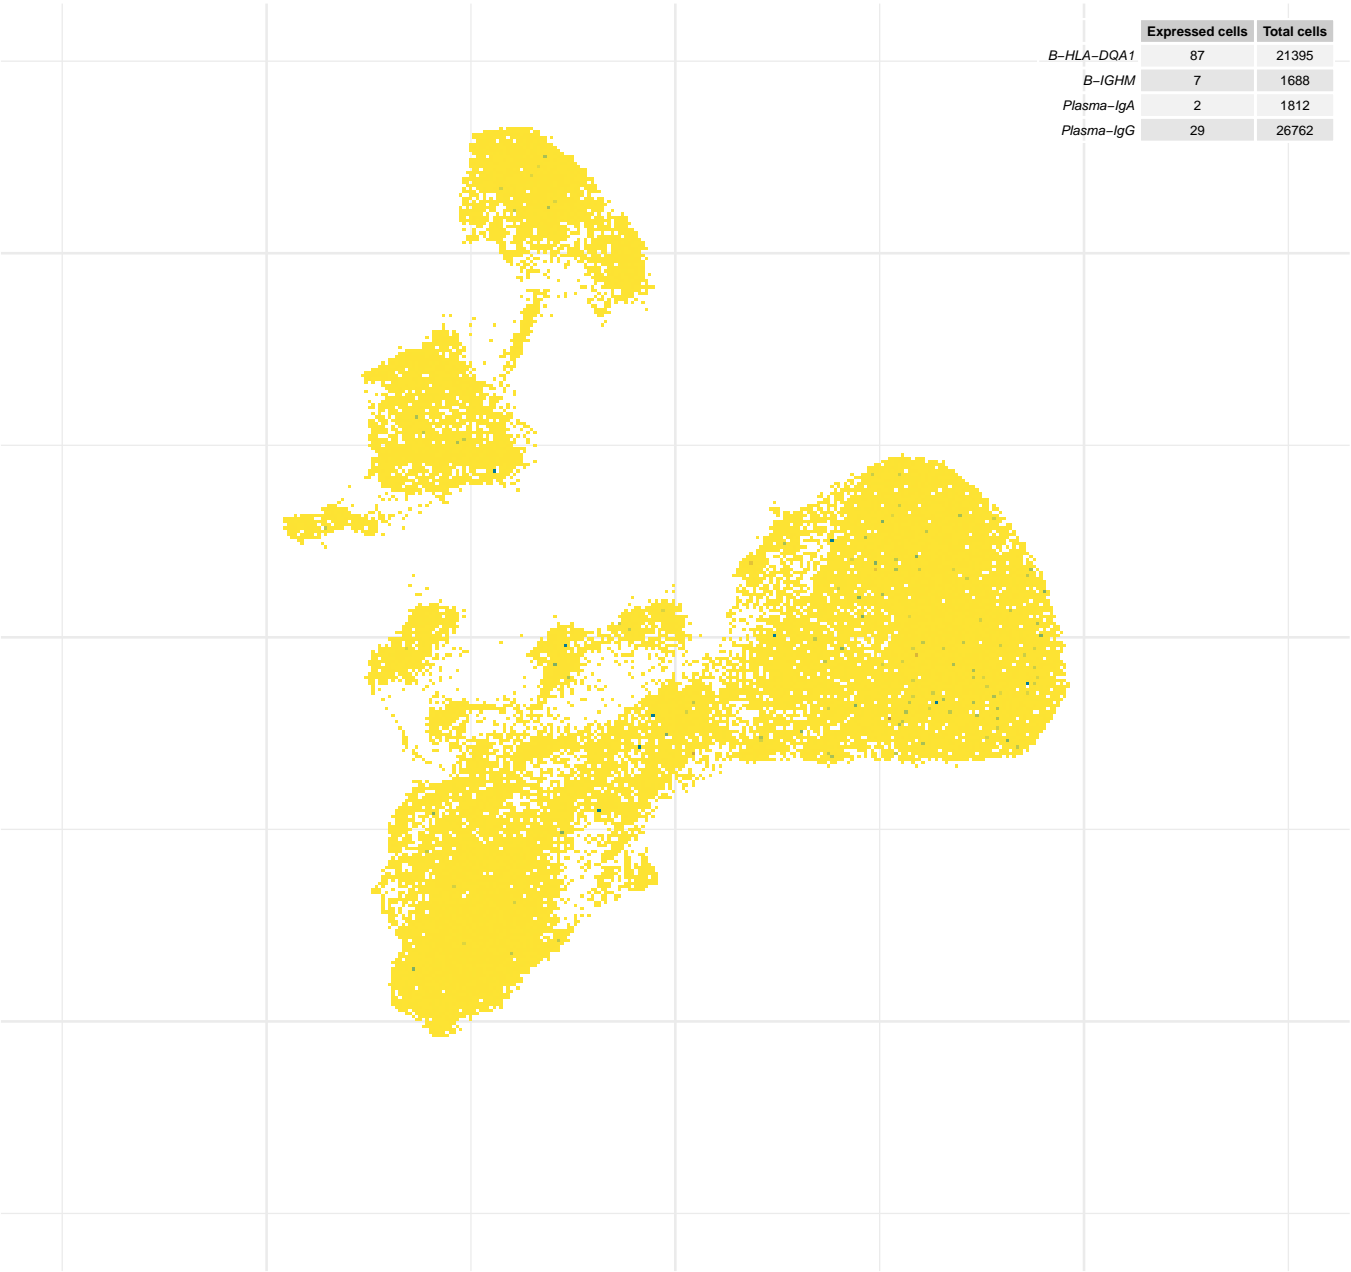 Expressed cells Total cells
B−HLA−DQA1 87 21395
B−IGHM 7 1688
Plasma−IgA 2 1812
Plasma−IgG 29 26762